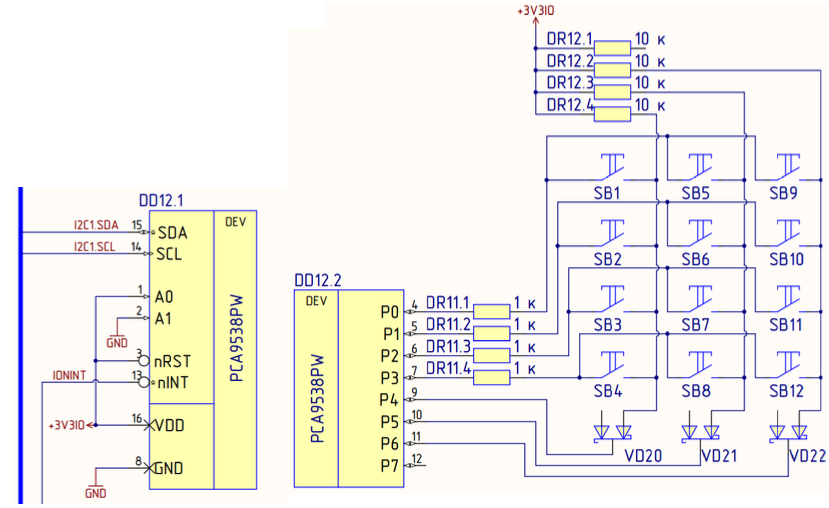 +3V3IO
DR12.1 10 к
DR12.2 10 к
DR12.3 10 к
DR12.4 10 к
SB1 SB5 SB9
SB2 SB6 SB10
SB3 SB7 SB11
SB4 SB8 SB12
VD20 VD21 VD22
DD12.1
DEV
I2C1.SDA 15 SDA
I2C1.SCL 14 SCL
1 A0
2 A1
GND
3 nRST
IONINT 13 nINT
+3V3IO 16 VDD
8 GND
GND
PCA9538PW
DD12.2
DEV
PCA9538PW
P0 4 DR11.1 1 к
P1 5 DR11.2 1 к
P2 6 DR11.3 1 к
P3 7 DR11.4 1 к
P4 9
P5 10
P6 11
P7 12